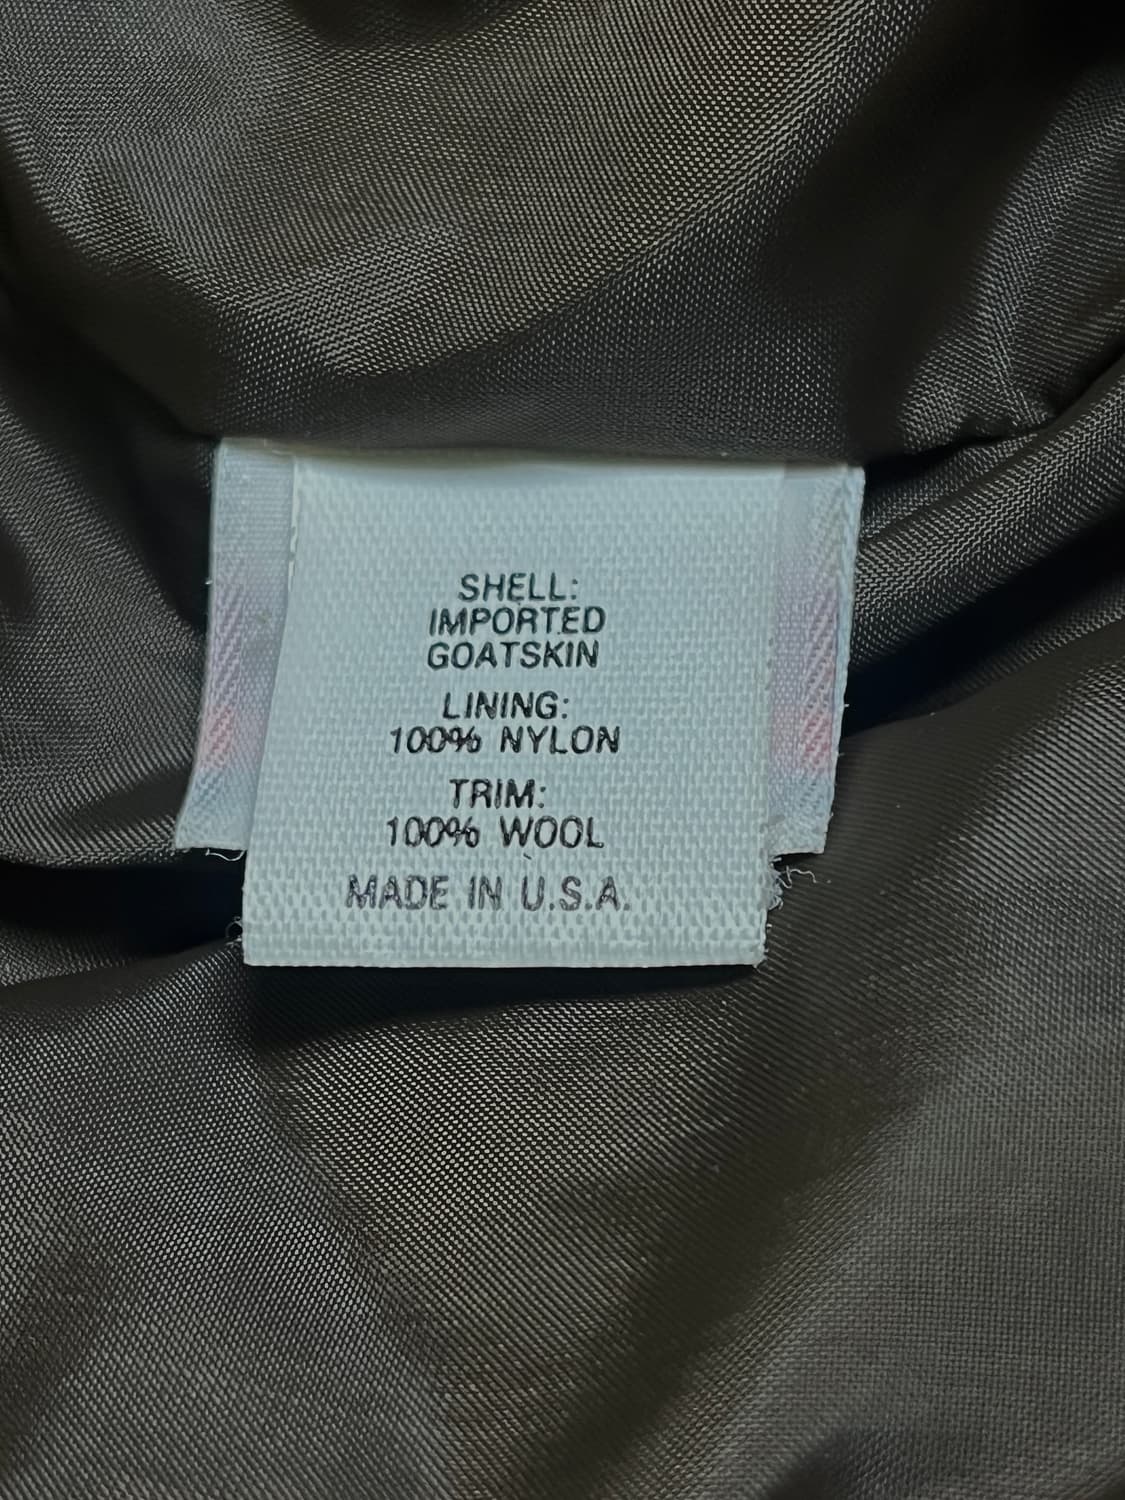 SHELL:
IMPORTED
GOATSKIN
LINING:
100% NYLON
TRIM:
100% WOOL
MADE IN U.S.A.